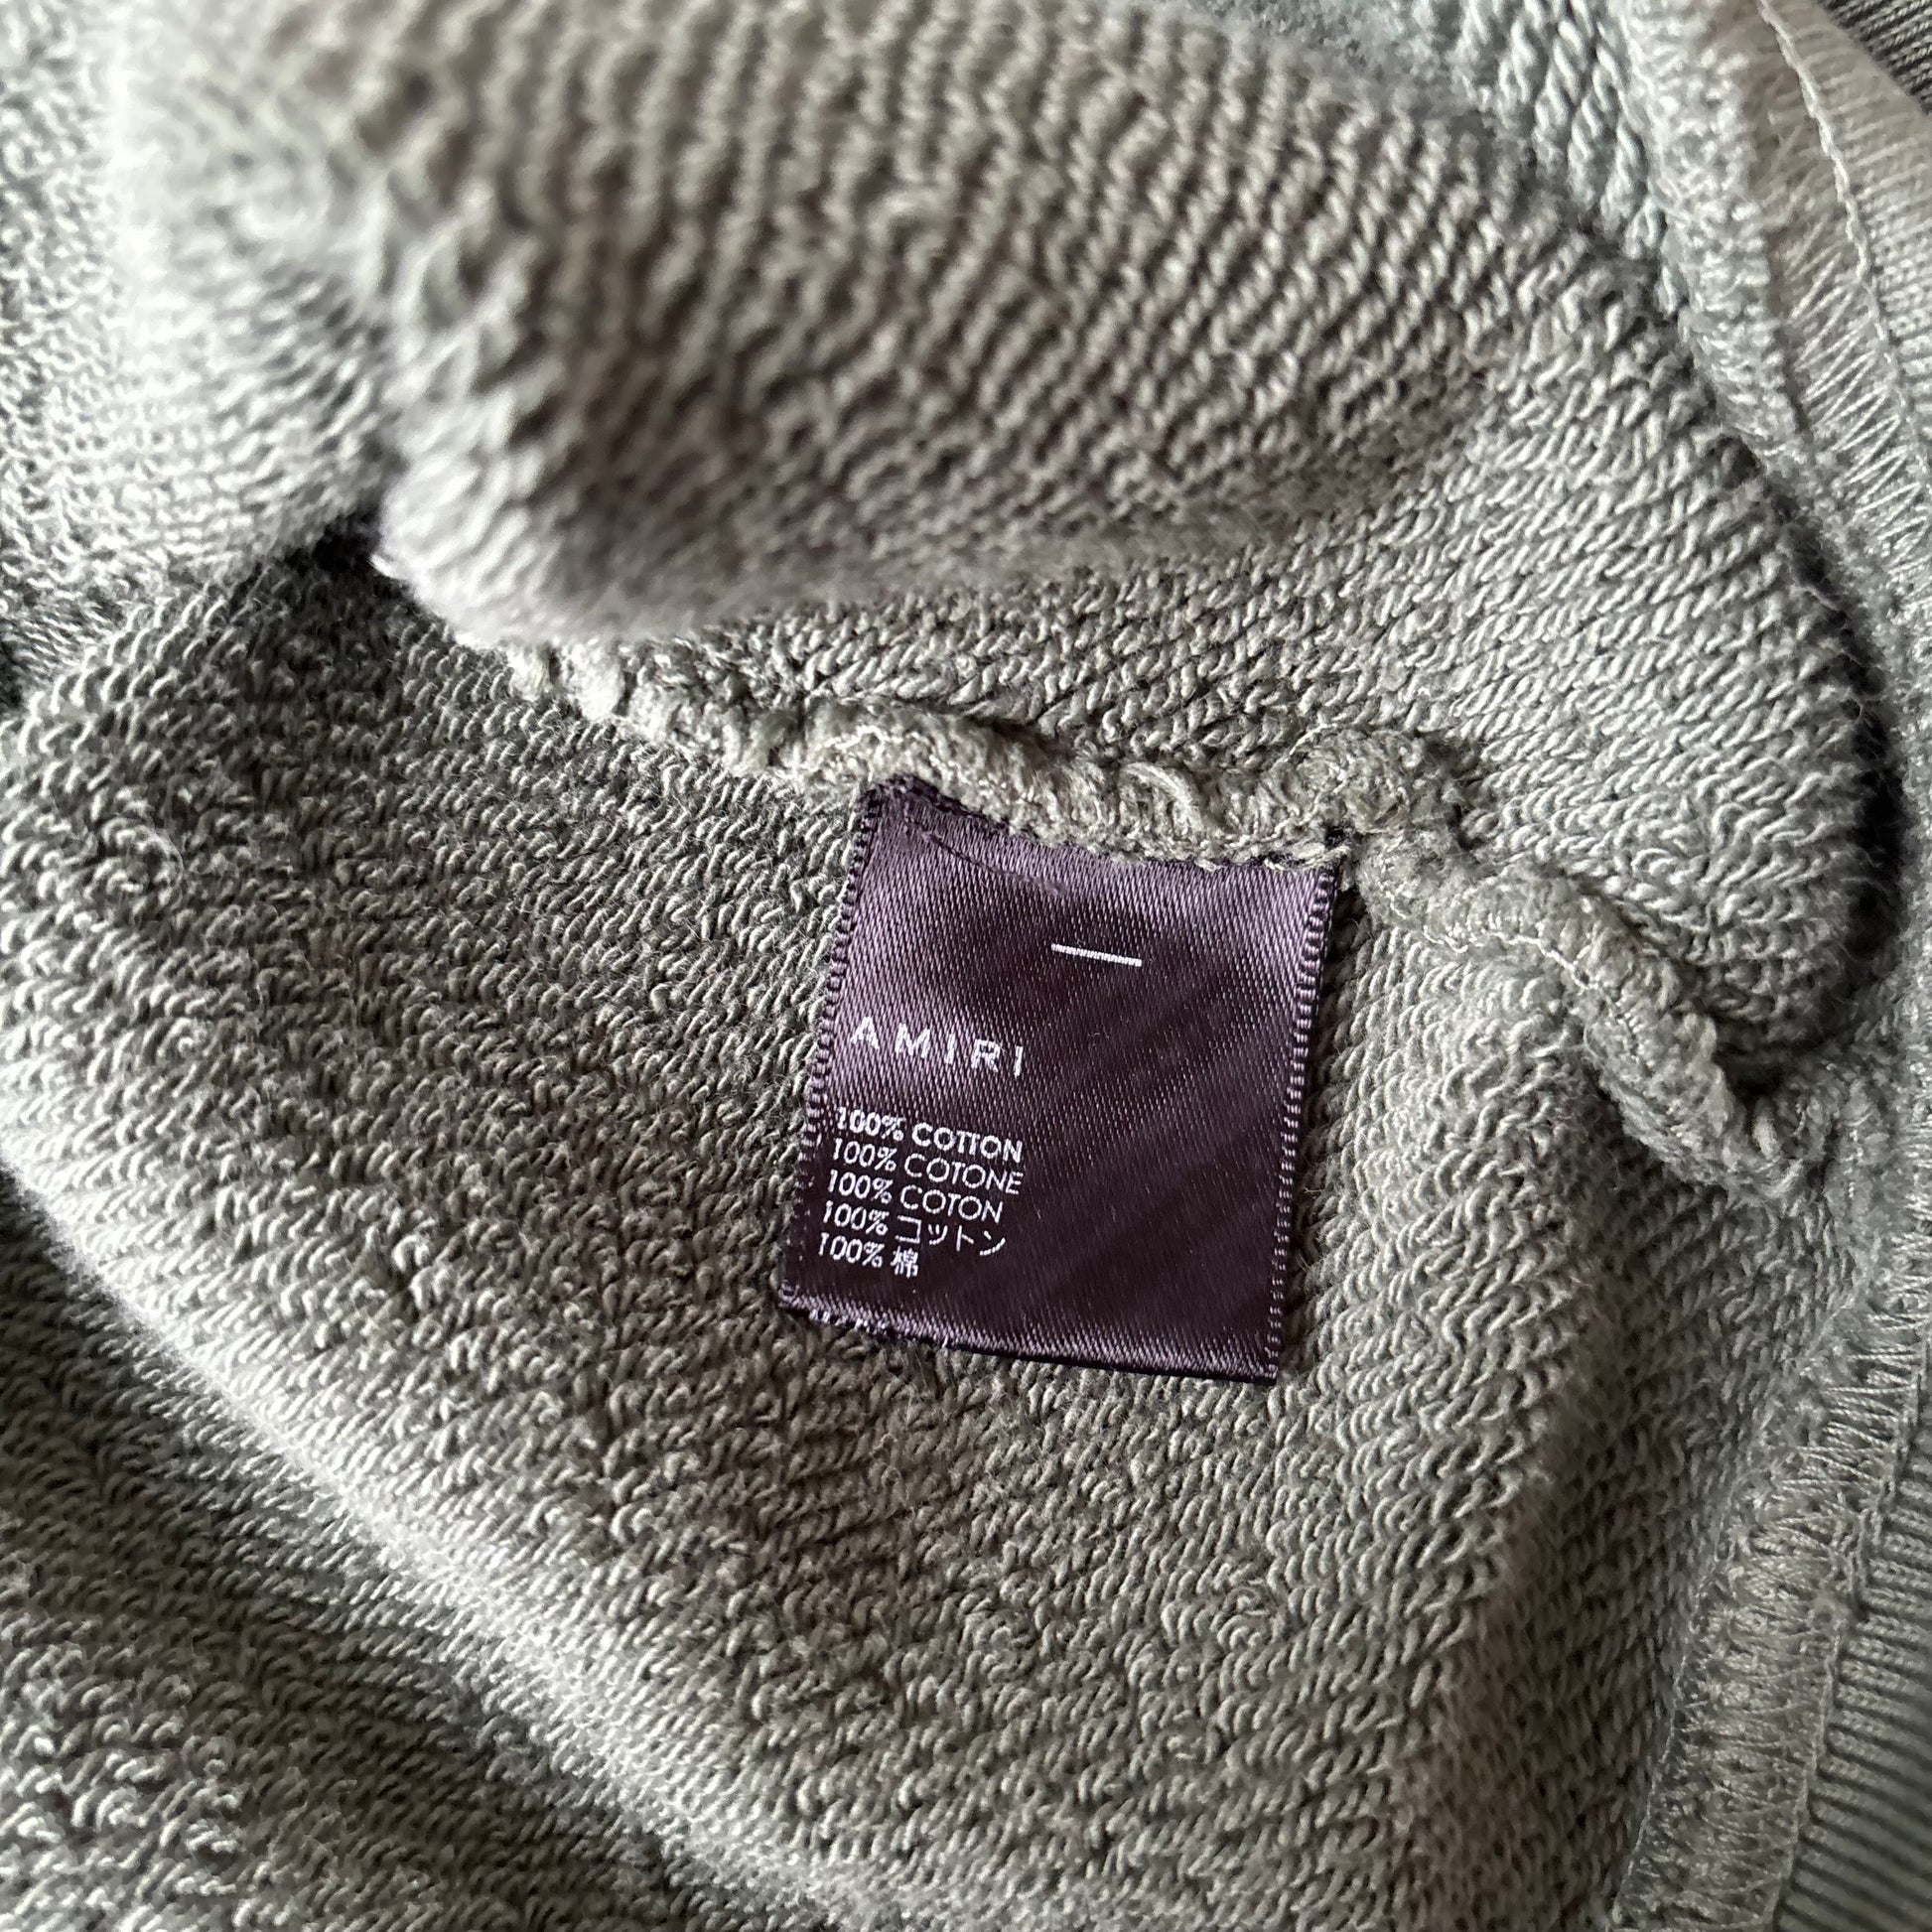 AMIRI
100% COTTON
100% COTONE
100% COTON
100% コットン
100% 棉